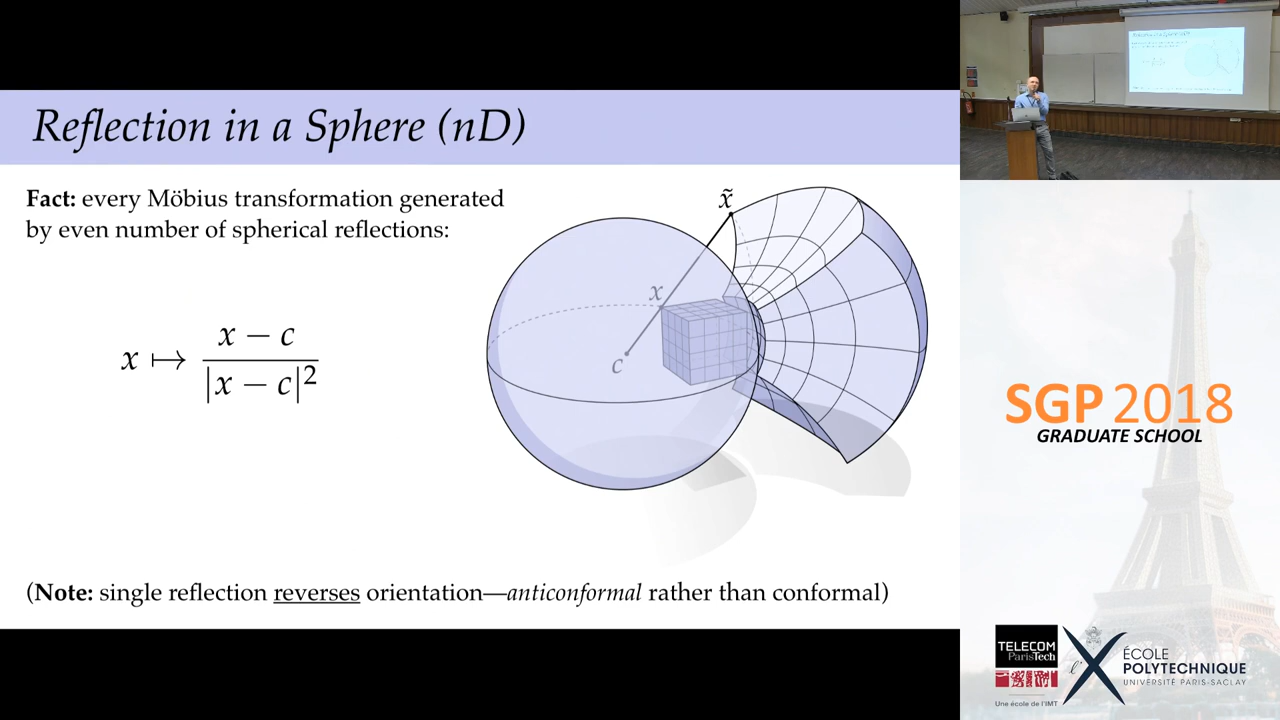 Reflection in a Sphere (nD)
Fact: every Möbius transformation generated
by even number of spherical reflections:
x ↦ x − c / |x − c|²
x̃
x
c
(Note: single reflection reverses orientation—anticonformal rather than conformal)
SGP 2018
GRADUATE SCHOOL
TELECOM
ParisTech
Une école de l'IMT
ÉCOLE
POLYTECHNIQUE
UNIVERSITÉ PARIS-SACLAY